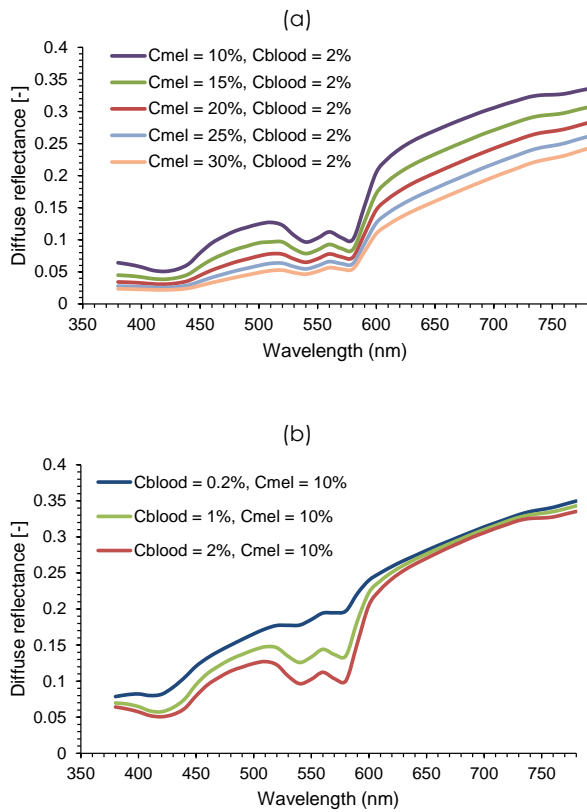 (a)
Diffuse reflectance [-]
0.4
0.35
0.3
0.25
0.2
0.15
0.1
0.05
0
Cmel = 10%, Cblood = 2%
Cmel = 15%, Cblood = 2%
Cmel = 20%, Cblood = 2%
Cmel = 25%, Cblood = 2%
Cmel = 30%, Cblood = 2%
350 400 450 500 550 600 650 700 750
Wavelength (nm)
(b)
Diffuse reflectance [-]
0.4
0.35
0.3
0.25
0.2
0.15
0.1
0.05
0
Cblood = 0.2%, Cmel = 10%
Cblood = 1%, Cmel = 10%
Cblood = 2%, Cmel = 10%
350 400 450 500 550 600 650 700 750
Wavelength (nm)